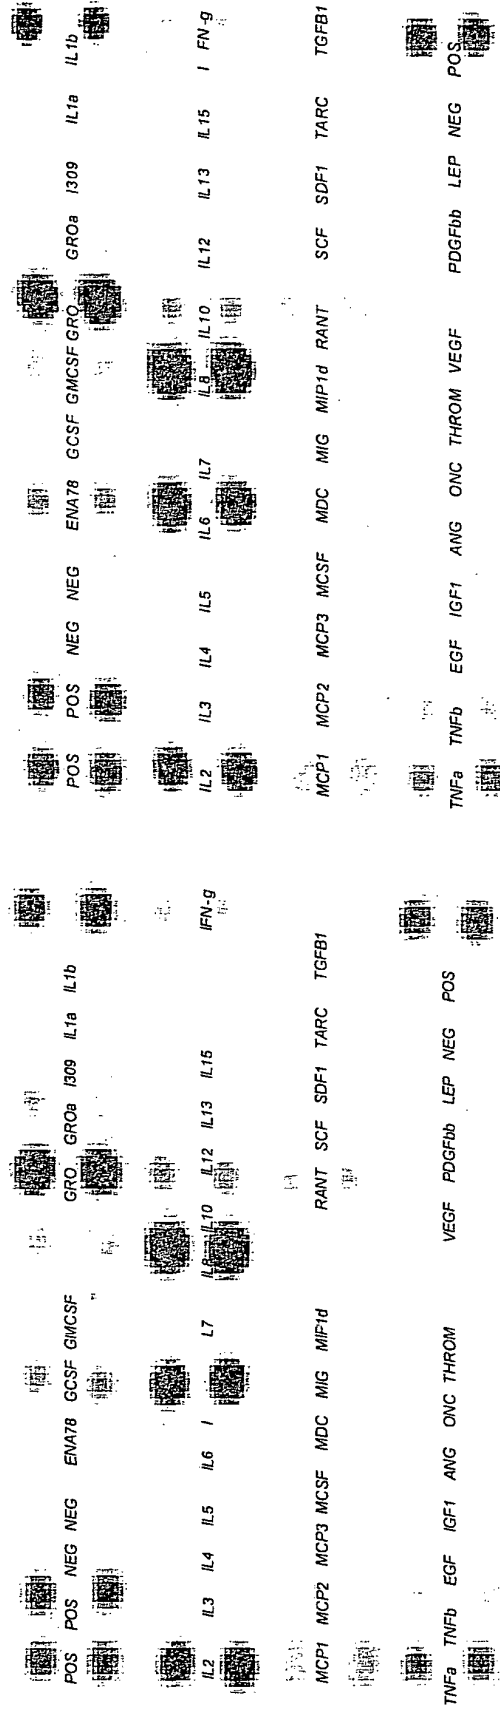 POS POS NEG NEG ENA78 GCSF GMCSF GRO GROa I309 IL1a IL1b
IL2 IL3 IL4 IL5 IL6 I L7 IL8 IL10 IL12 IL13 IL15 IFN-g
MCP1 MCP2 MCP3 MCSF MDC MIG MIP1d RANT SCF SDF1 TARC TGFB1
TNFa TNFb EGF IGF1 ANG ONC THROM VEGF PDGFbb LEP NEG POS
POS POS NEG NEG ENA78 GCSF GMCSF GRO GROa I309 IL1a IL1b
IL2 IL3 IL4 IL5 IL6 IL7 IL8 IL10 IL12 IL13 IL15 I FN-g
MCP1 MCP2 MCP3 MCSF MDC MIG MIP1d RANT SCF SDF1 TARC TGFB1
TNFa TNFb EGF IGF1 ANG ONC THROM VEGF PDGFbb LEP NEG POS